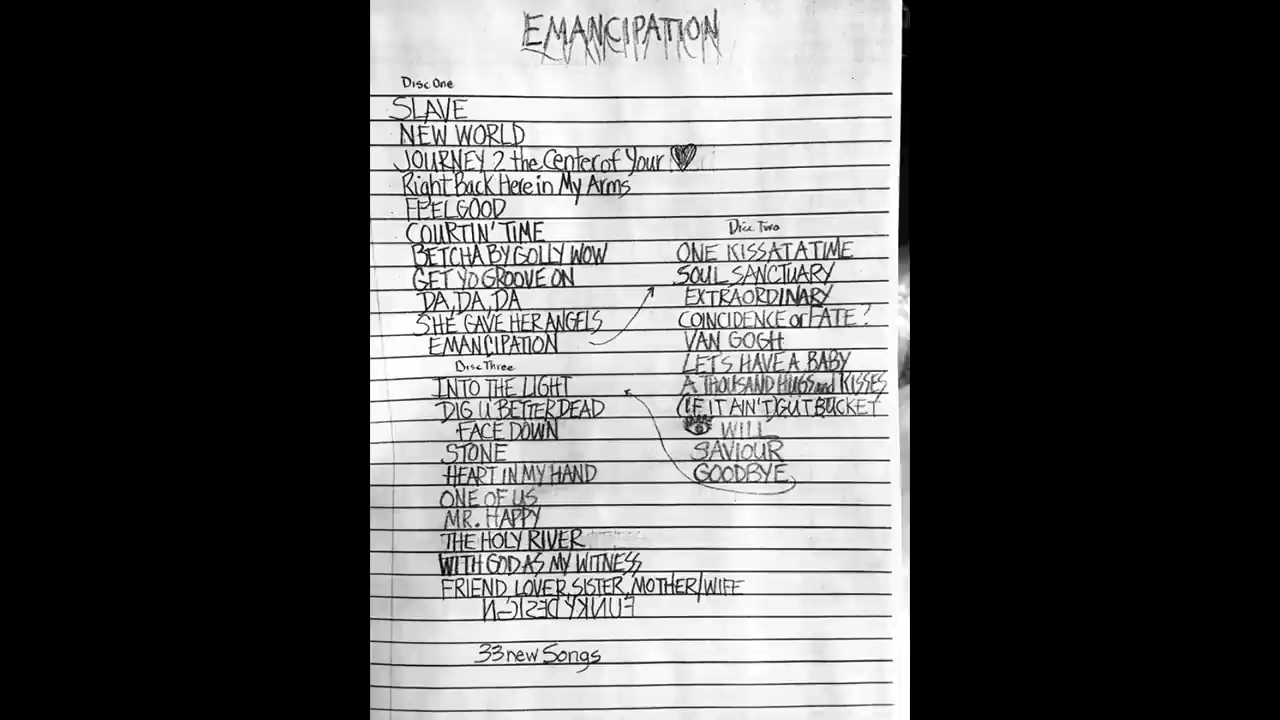 EMANCIPATION
Disc One
SLAVE
NEW WORLD
JOURNEY 2 the Center of Your ♥
Right Back Here in My Arms
FEELGOOD
COURTIN' TIME
BETCHA BY GOLLY WOW
GET YO GROOVE ON
DA, DA, DA
SHE GAVE HER ANGELS
EMANCIPATION
Disc Two
ONE KISS AT A TIME
SOUL SANCTUARY
EXTRAORDINARY
COINCIDENCE or FATE?
VAN GOGH
LETS HAVE A BABY
A THOUSAND HUGS and KISSES
(IF IT AIN'T) GUTBUCKET
👁 WILL
SAVIOUR
GOODBYE
Disc Three
INTO THE LIGHT
DIG U BETTER DEAD
FACE DOWN
STONE
HEART IN MY HAND
ONE OF US
MR. HAPPY
THE HOLY RIVER
WITH GOD AS MY WITNESS
FRIEND, LOVER, SISTER, MOTHER/WIFE
FUNKY DESIGN
33 new Songs